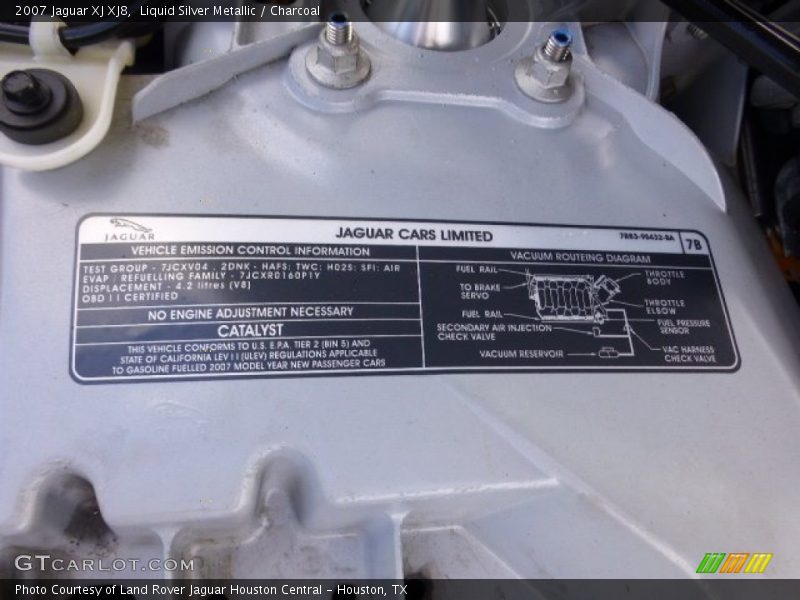 2007 Jaguar XJ XJ8, Liquid Silver Metallic / Charcoal
JAGUAR
JAGUAR CARS LIMITED
7B
VEHICLE EMISSION CONTROL INFORMATION
TEST GROUP - 7JCXV04 . 2DNK - HAFS; TWC; HO2S; SFI; AIR
EVAP / REFUELLING FAMILY - 7JCXR0160P1Y
DISPLACEMENT - 4.2 litres (V8)
OBD II CERTIFIED
NO ENGINE ADJUSTMENT NECESSARY
CATALYST
THIS VEHICLE CONFORMS TO U.S. E.P.A. TIER 2 (BIN 5) AND
STATE OF CALIFORNIA LEV II (ULEV) REGULATIONS APPLICABLE
TO GASOLINE FUELLED 2007 MODEL YEAR NEW PASSENGER CARS
VACUUM ROUTEING DIAGRAM
FUEL RAIL
TO BRAKE
SERVO
FUEL RAIL
SECONDARY AIR INJECTION
CHECK VALVE
VACUUM RESERVOIR
THROTTLE
BODY
THROTTLE
ELBOW
FUEL PRESSURE
SENSOR
VAC HARNESS
CHECK VALVE
GTCARLOT.COM
Photo Courtesy of Land Rover Jaguar Houston Central - Houston, TX